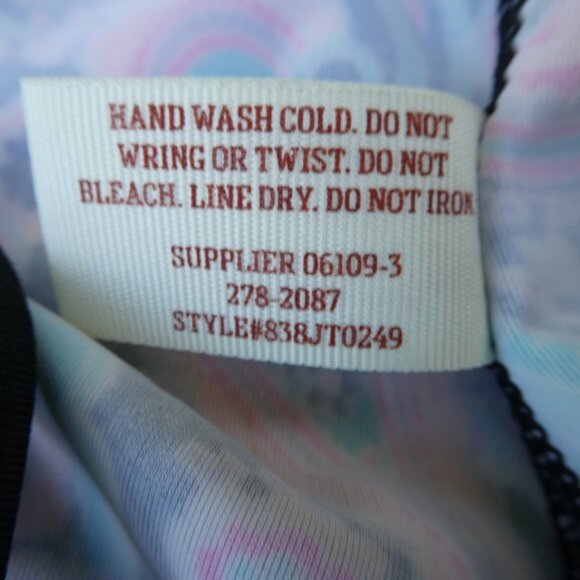 HAND WASH COLD. DO NOT
WRING OR TWIST. DO NOT
BLEACH. LINE DRY. DO NOT IRON
SUPPLIER 06109-3
278-2087
STYLE#838JT0249